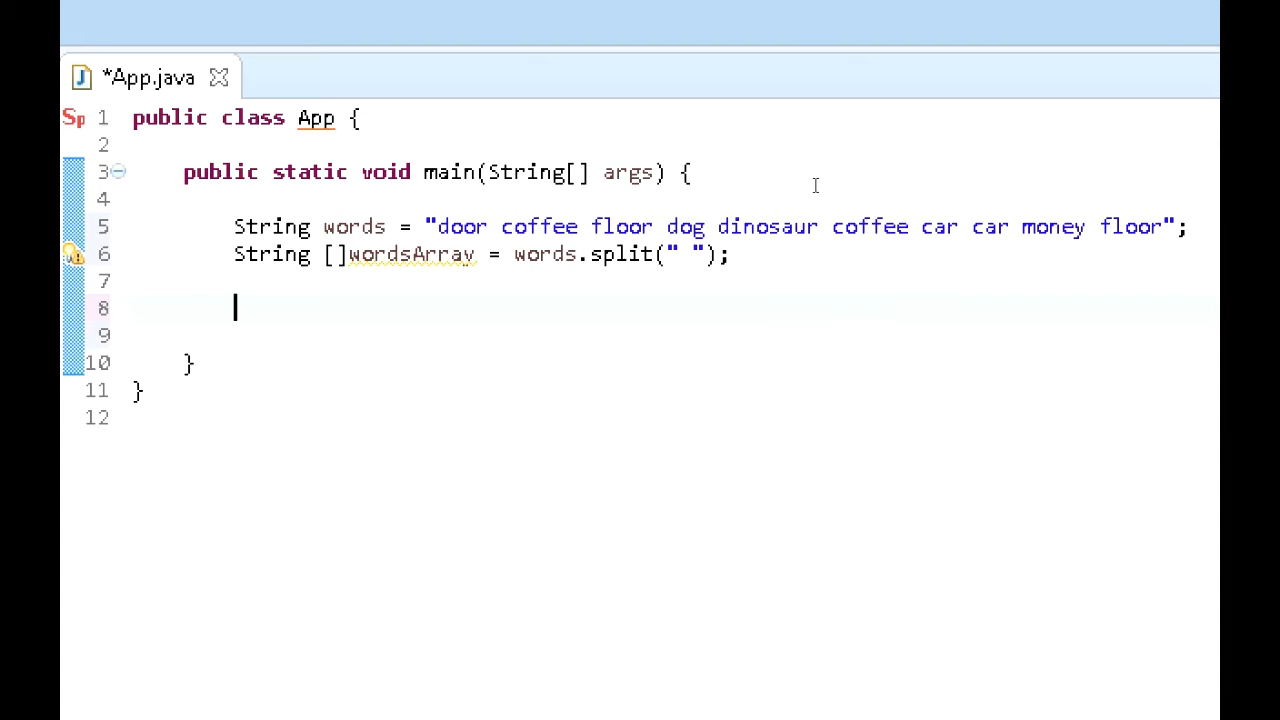 *App.java
Sp 1 public class App {
2
3 public static void main(String[] args) {
4
5 String words = "door coffee floor dog dinosaur coffee car car money floor";
6 String []wordsArray = words.split(" ");
7
8
9
10 }
11 }
12